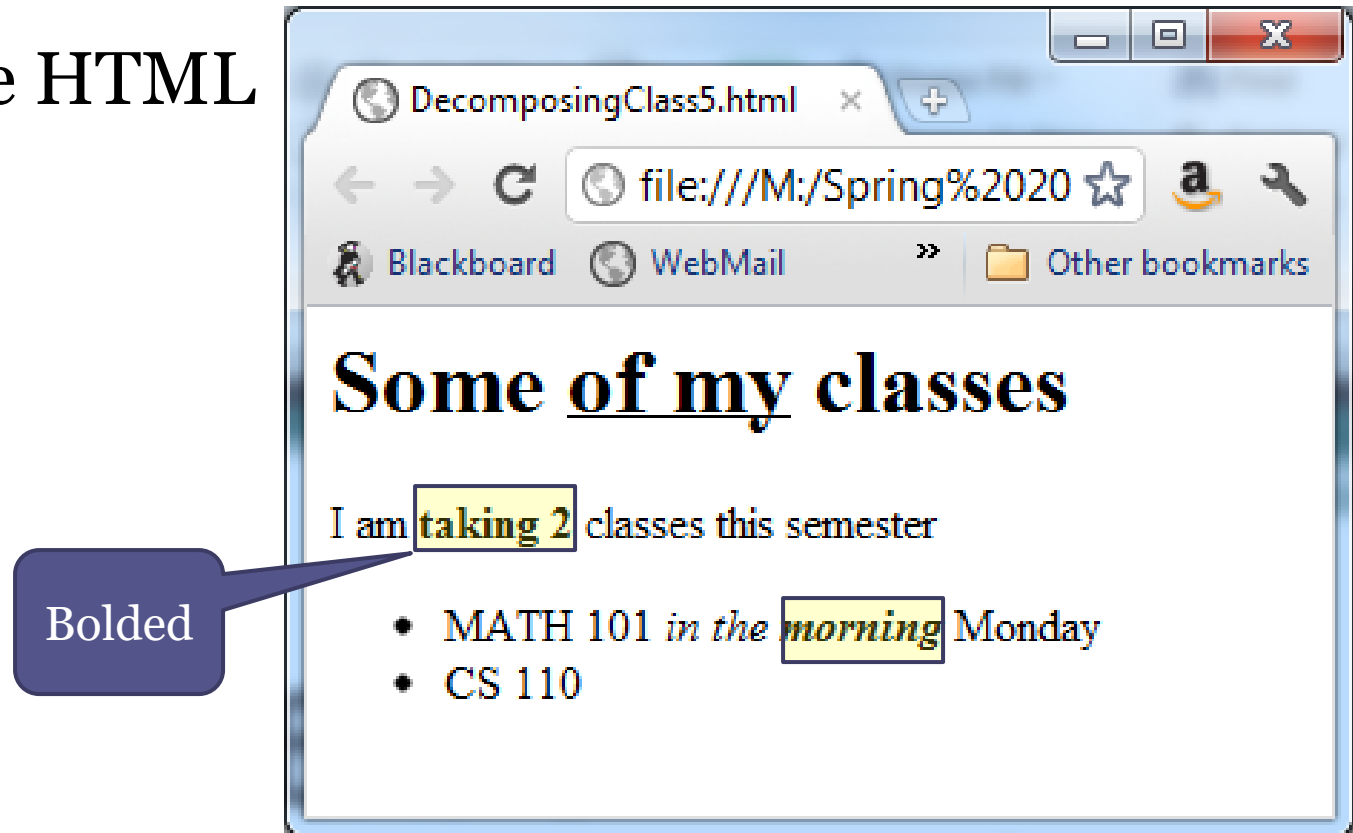 e HTML
DecomposingClass5.html
file:///M:/Spring%2020
Blackboard WebMail » Other bookmarks
Some of my classes
I am taking 2 classes this semester
Bolded
• MATH 101 in the morning Monday
• CS 110